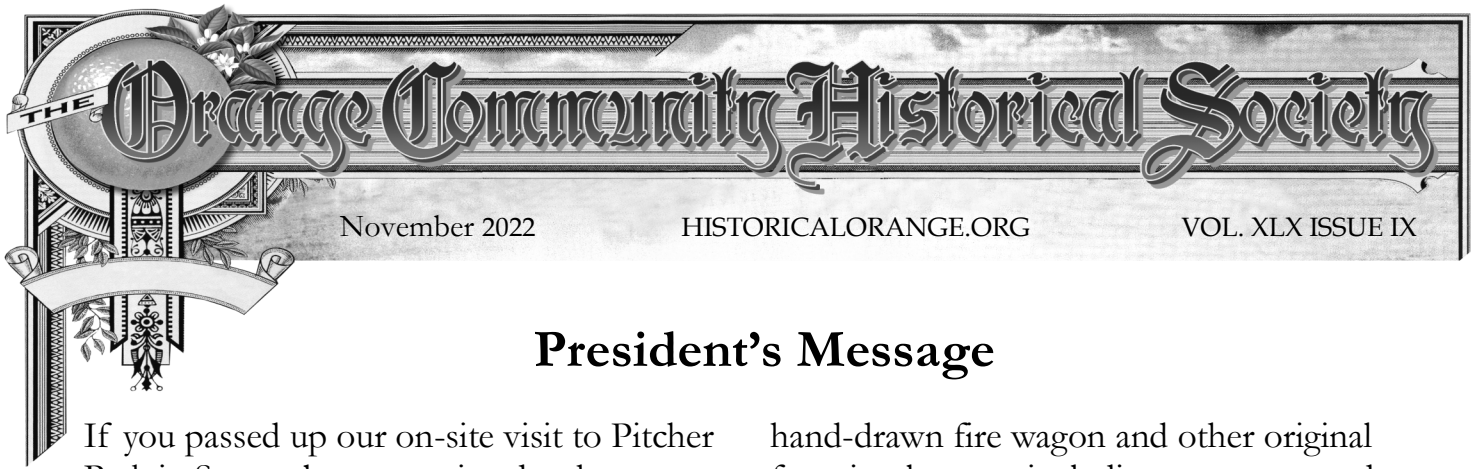 THE
Orange Community Historical Society
November 2022 HISTORICALORANGE.ORG VOL. XLX ISSUE IX
President's Message
If you passed up our on-site visit to Pitcher
hand-drawn fire wagon and other original